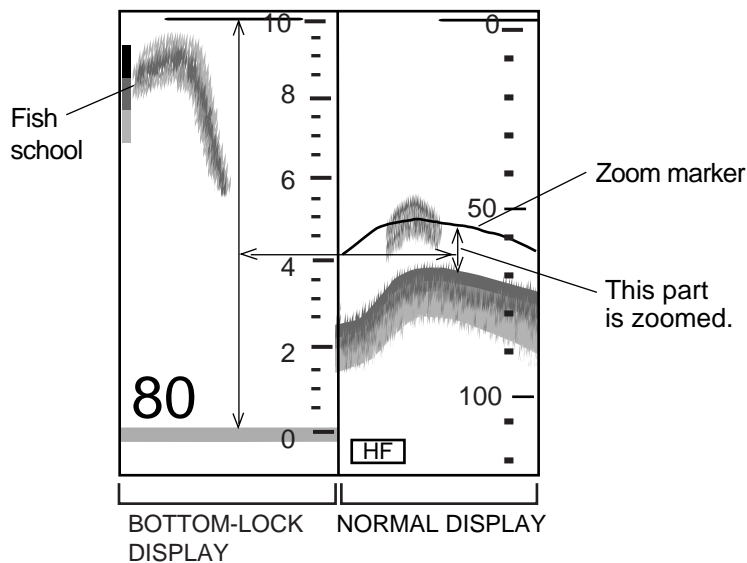 10
8
6
4
2
0
80
0
50
100
HF
Fish
school
Zoom marker
This part
is zoomed.
BOTTOM-LOCK
DISPLAY
NORMAL DISPLAY